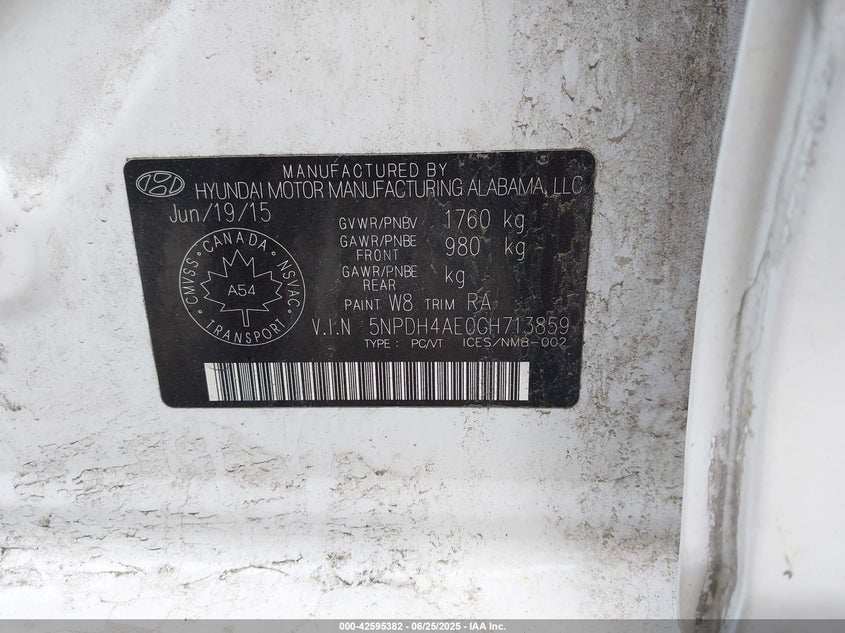 MANUFACTURED BY
HYUNDAI MOTOR MANUFACTURING ALABAMA, LLC
Jun/19/15
GVWR/PNBV 1760 kg
GAWR/PNBE FRONT 980 kg
GAWR/PNBE REAR kg
PAINT W8 TRIM RA
V.I.N 5NPDH4AE0GH713859
TYPE : PC/VT ICES/NMB-002
CMVSS · CANADA · NSVAC
A54
TRANSPORT
000-42595382 / 06/25/2025 - IAA Inc.